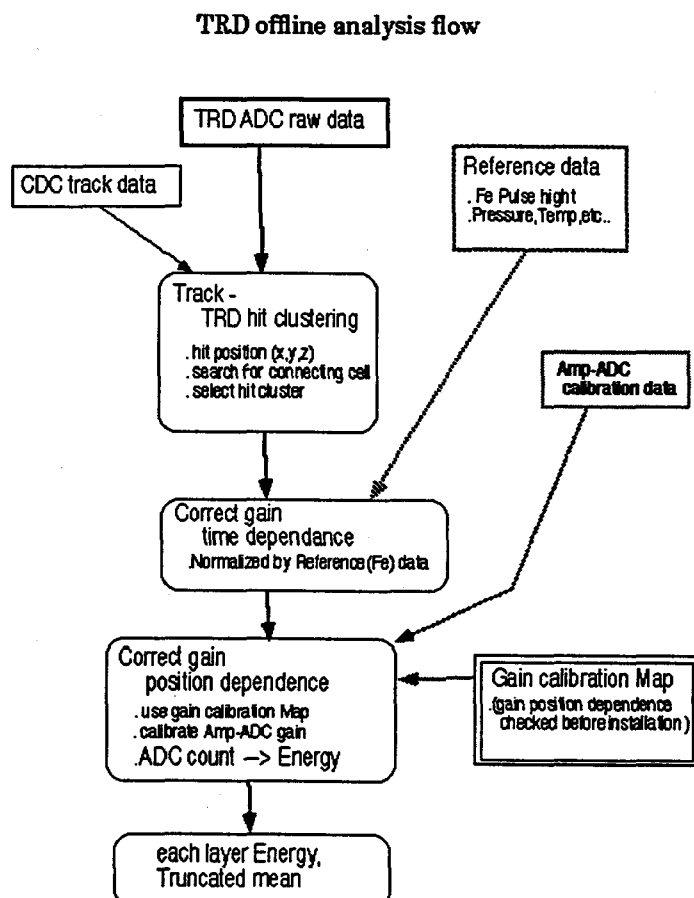 TRD offline analysis flow
TRD ADC raw data
CDC track data
Reference data
. Fe Pulse hight
.Pressure,Temp,etc..
Track -
TRD hit clustering
.hit position (x,y,z)
.search for connecting cell
.select hit cluster
Amp-ADC
calibration data
Correct gain
time dependance
.Normalized by Reference(Fe) data
Correct gain
position dependence
.use gain calibration Map
.calibrate Amp-ADC gain
.ADC count --> Energy
Gain calibration Map
.(gain position dependence
checked before installation)
each layer Energy,
Truncated mean